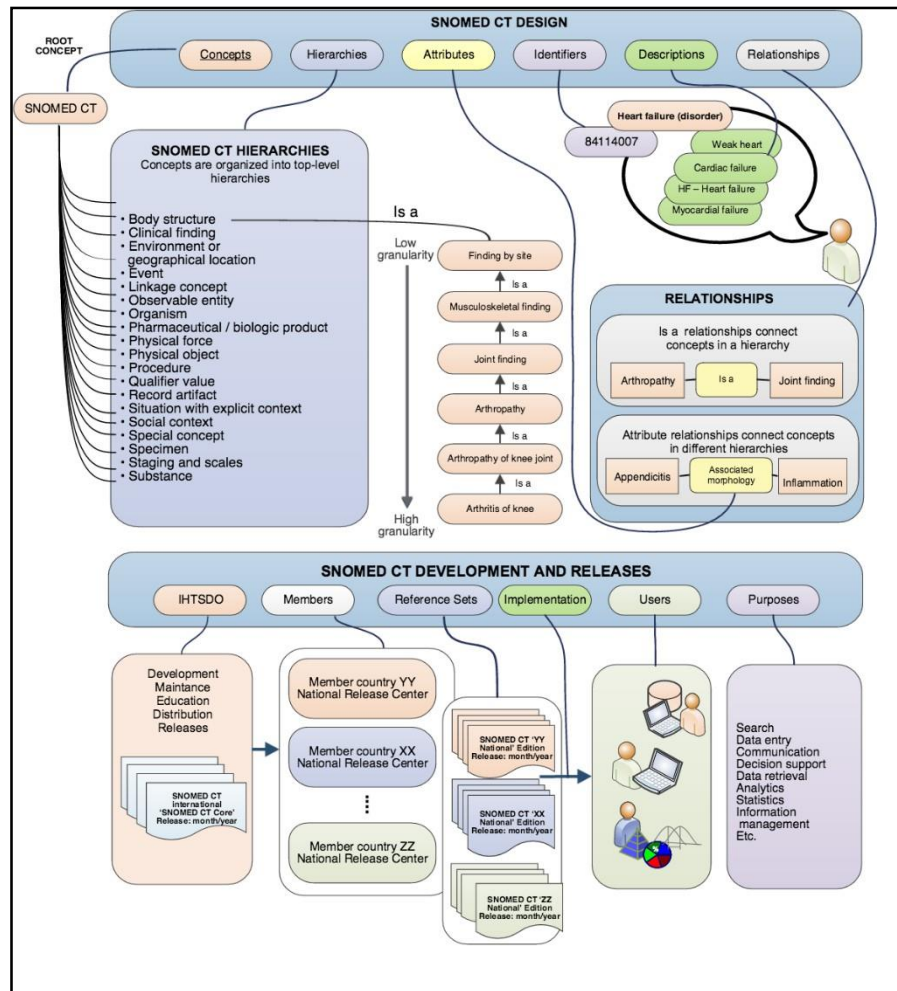 SNOMED CT DESIGN
ROOT
CONCEPT
Concepts
Hierarchies
Attributes
Identifiers
Descriptions
Relationships
SNOMED CT
SNOMED CT HIERARCHIES
Concepts are organized into top-level
hierarchies
· Body structure
· Clinical finding
· Environment or
geographical location
· Event
· Linkage concept
· Observable entity
· Organism
· Pharmaceutical / biologic product
· Physical force
· Physical object
· Procedure
· Qualifier value
· Record artifact
· Situation with explicit context
· Social context
· Special concept
· Specimen
· Staging and scales
· Substance
Is a
Low
granularity
High
granularity
Finding by site
Is a
Musculoskeletal finding
Is a
Joint finding
Is a
Arthropathy
Is a
Arthropathy of knee joint
Is a
Arthritis of knee
Heart failure (disorder)
84114007
Weak heart
Cardiac failure
HF – Heart failure
Myocardial failure
RELATIONSHIPS
Is a relationships connect
concepts in a hierarchy
Arthropathy
Is a
Joint finding
Attribute relationships connect concepts
in different hierarchies
Appendicitis
Associated
morphology
Inflammation
SNOMED CT DEVELOPMENT AND RELEASES
IHTSDO
Members
Reference Sets
Implementation
Users
Purposes
Development
Maintance
Education
Distribution
Releases
SNOMED CT
international
'SNOMED CT Core'
Release: month/year
Member country YY
National Release Center
Member country XX
National Release Center
Member country ZZ
National Release Center
SNOMED CT 'YY
National' Edition
Release: month/year
SNOMED CT 'XX
National' Edition
Release: month/year
SNOMED CT 'ZZ
National' Edition
Release: month/year
Search
Data entry
Communication
Decision support
Data retrieval
Analytics
Statistics
Information
management
Etc.